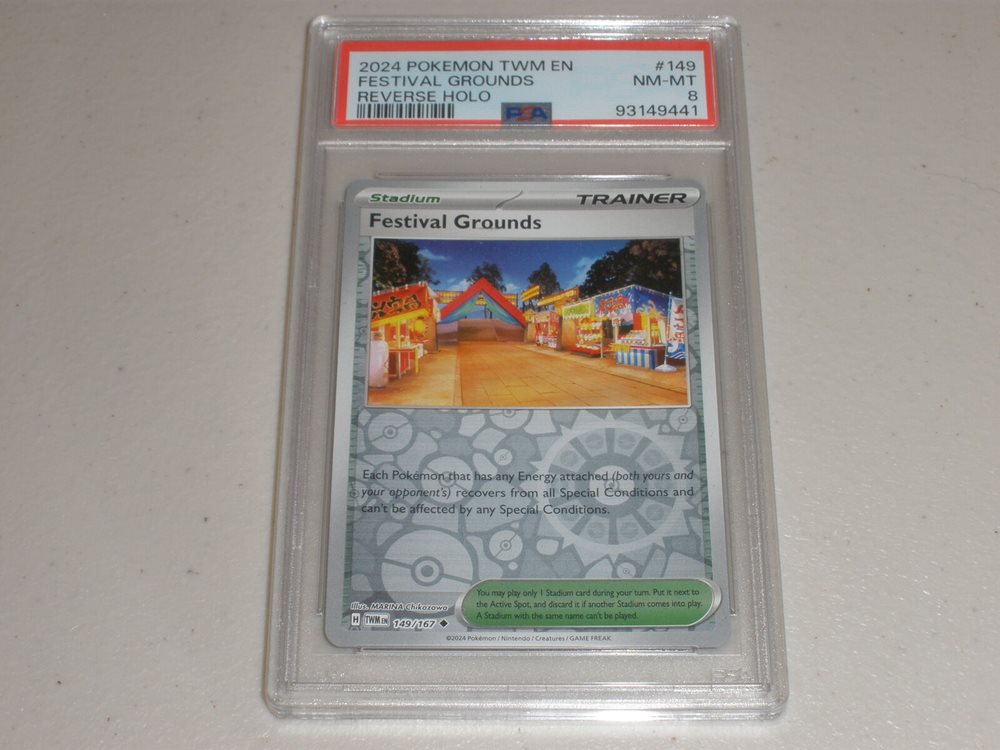 2024 POKEMON TWM EN #149
FESTIVAL GROUNDS NM-MT
REVERSE HOLO 8
PSA 93149441
Stadium TRAINER
Festival Grounds
Each Pokémon that has any Energy attached (both yours and
your opponent's) recovers from all Special Conditions and
can't be affected by any Special Conditions.
You may play only 1 Stadium card during your turn. Put it next to
the Active Spot, and discard it if another Stadium comes into play.
A Stadium with the same name can't be played.
Illus. MARINA Chikazawa
H TWM EN 149/167
©2024 Pokémon / Nintendo / Creatures / GAME FREAK